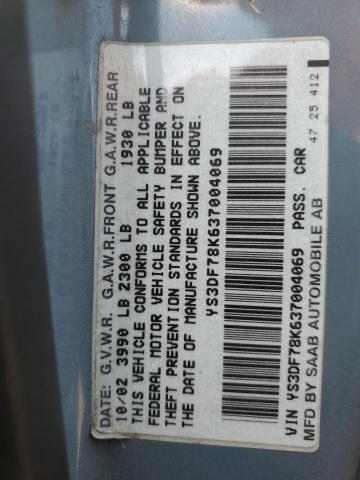 DATE: G.V.W.R. G.A.W.R.FRONT G.A.W.R.REAR
10/02 3990 LB 2300 LB 1930 LB
THIS VEHICLE CONFORMS TO ALL APPLICABLE
FEDERAL MOTOR VEHICLE SAFETY BUMPER AND
THEFT PREVENTION STANDARDS IN EFFECT ON
THE DATE OF MANUFACTURE SHOWN ABOVE.
YS3DF78K637004069
VIN YS3DF78K637004069 PASS. CAR
MFD BY SAAB AUTOMOBILE AB 47 25 412